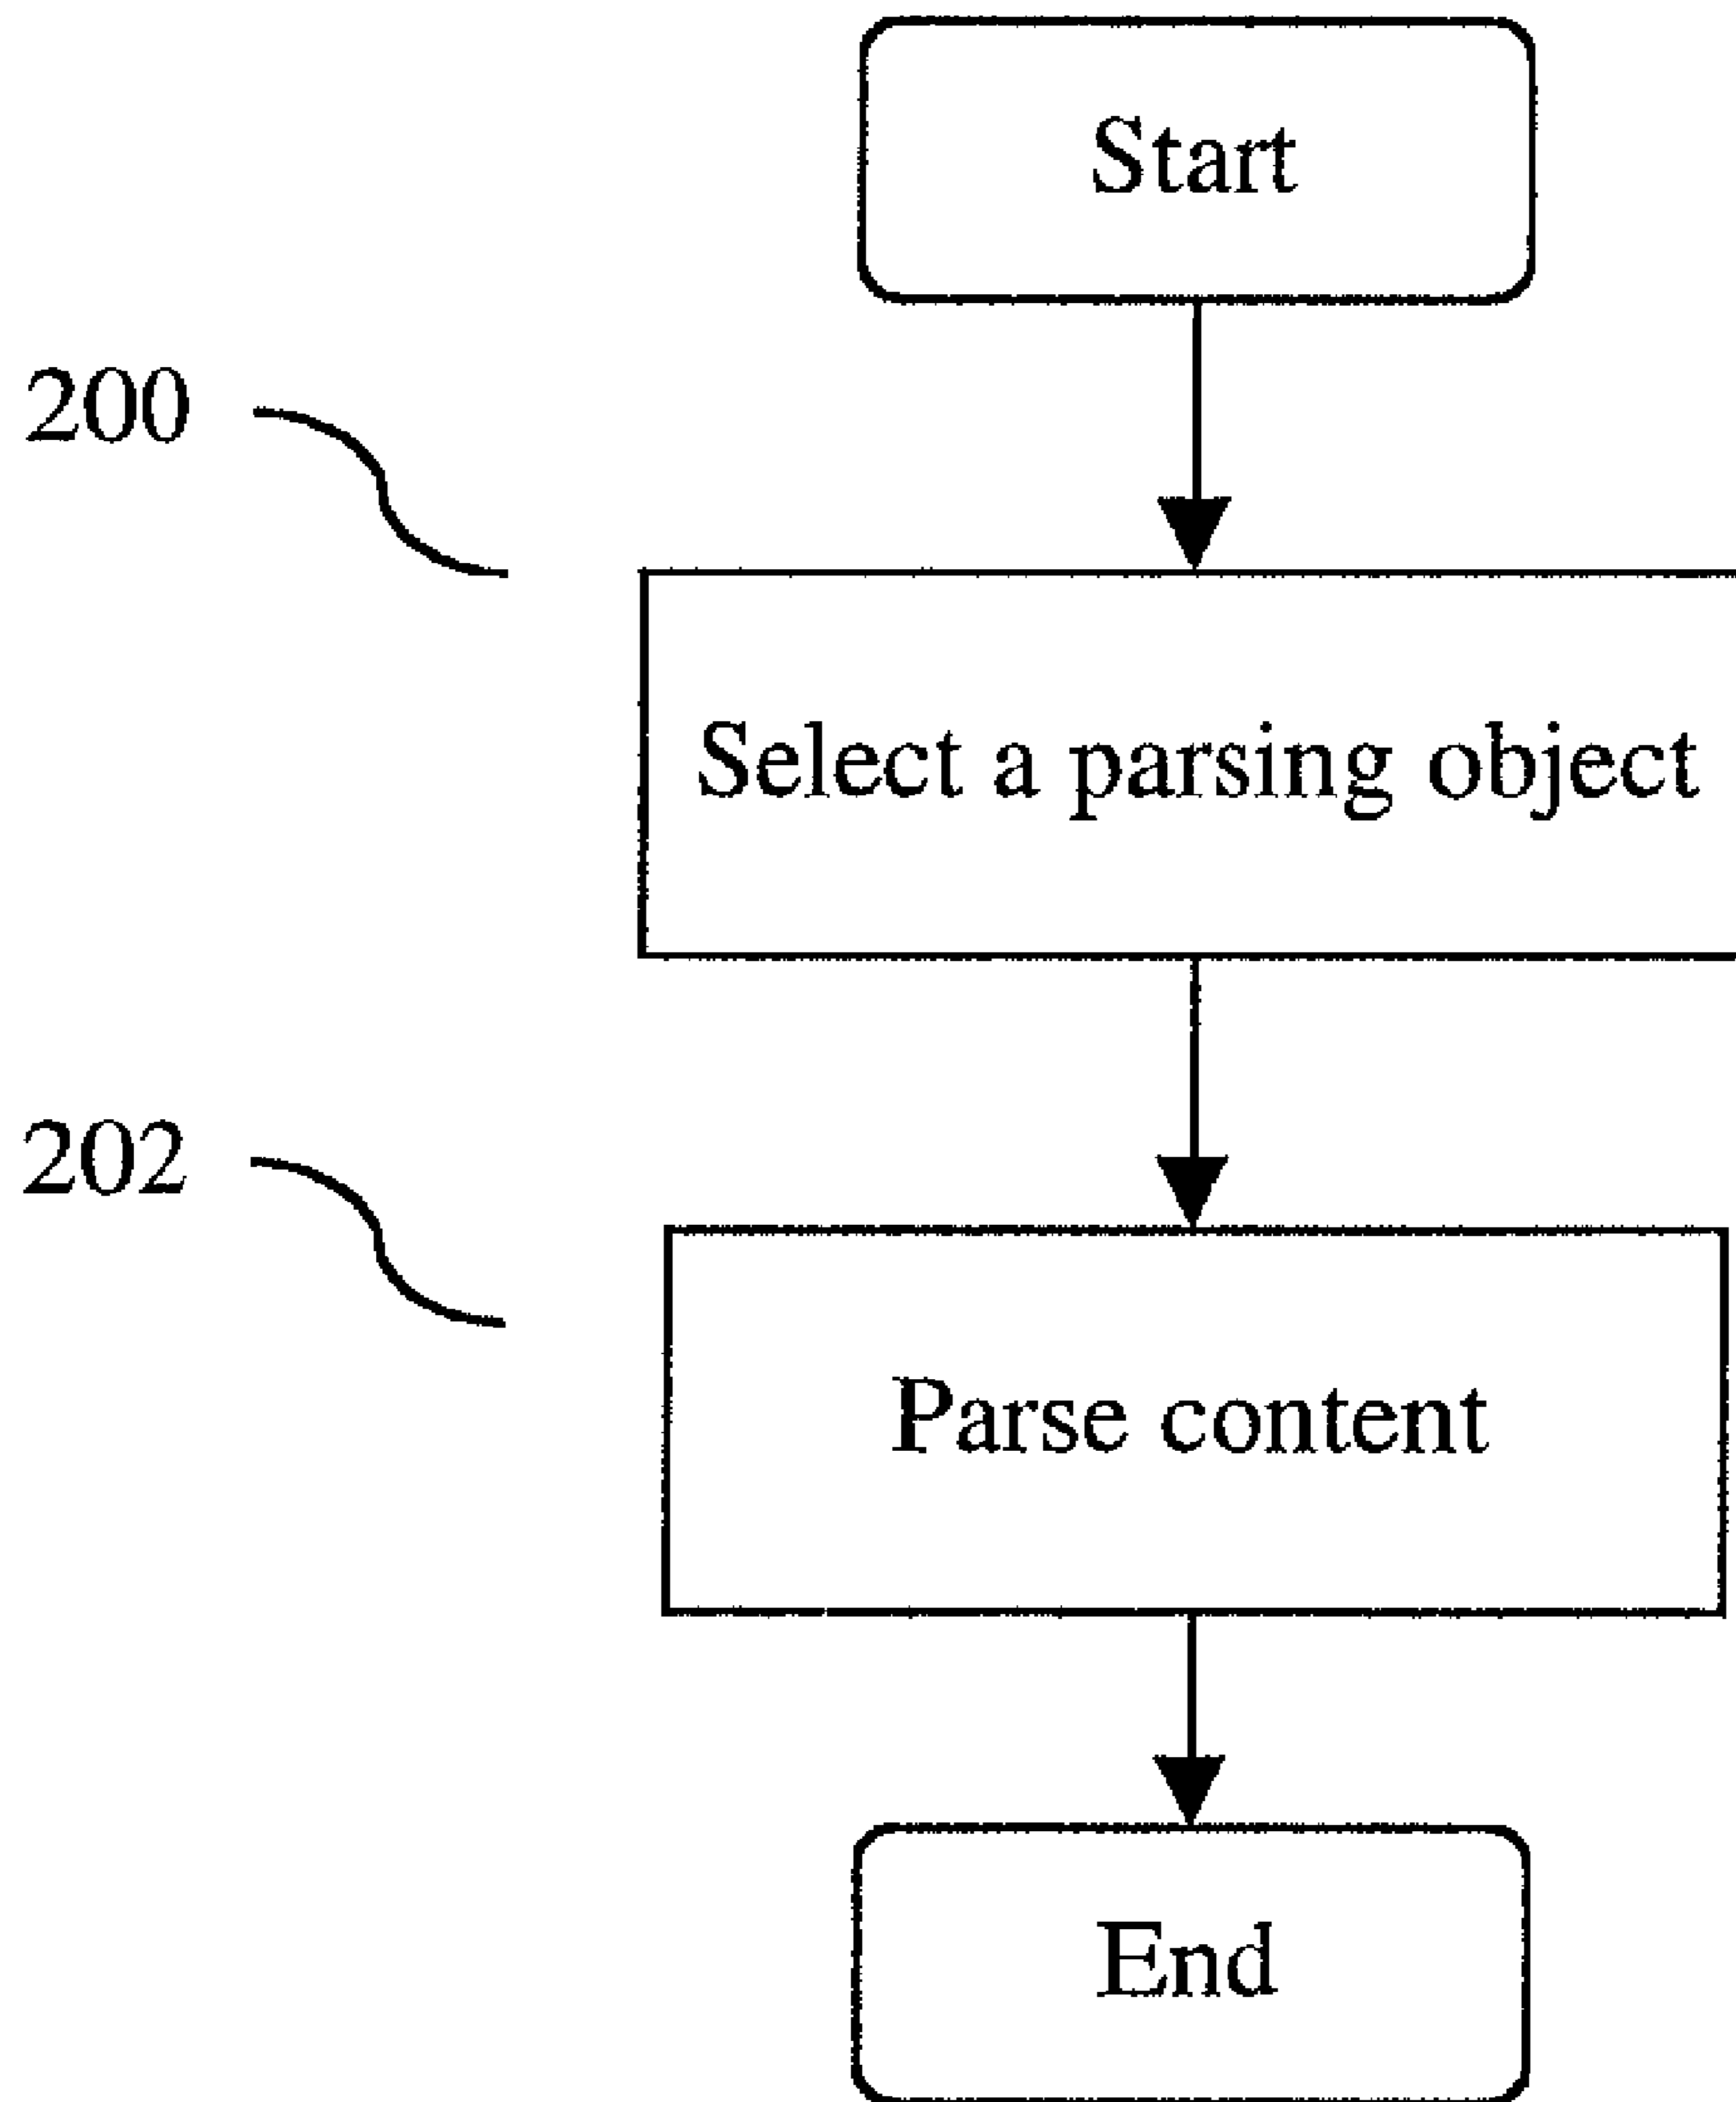 Start
200
Select a parsing object
202
Parse content
End